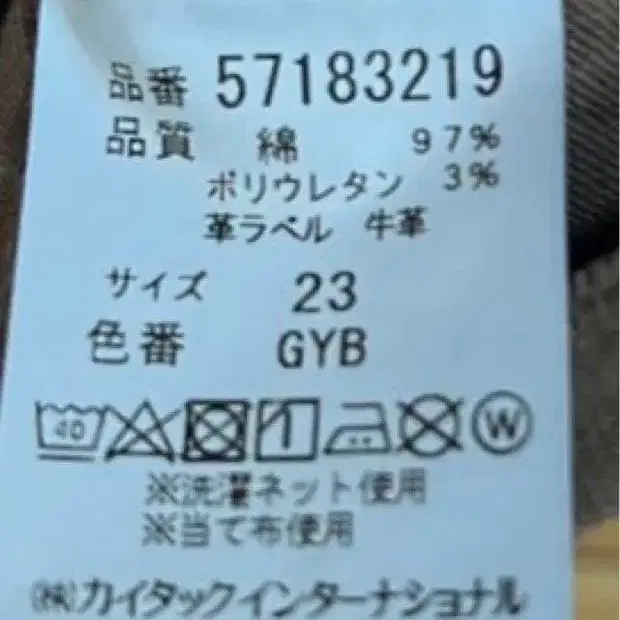 品番 57183219
品質 綿 97%
ポリウレタン 3%
革ラベル 牛革
サイズ 23
色番 GYB
40 W
※洗濯ネット使用
※当て布使用
㈱カイタックインターナショナル